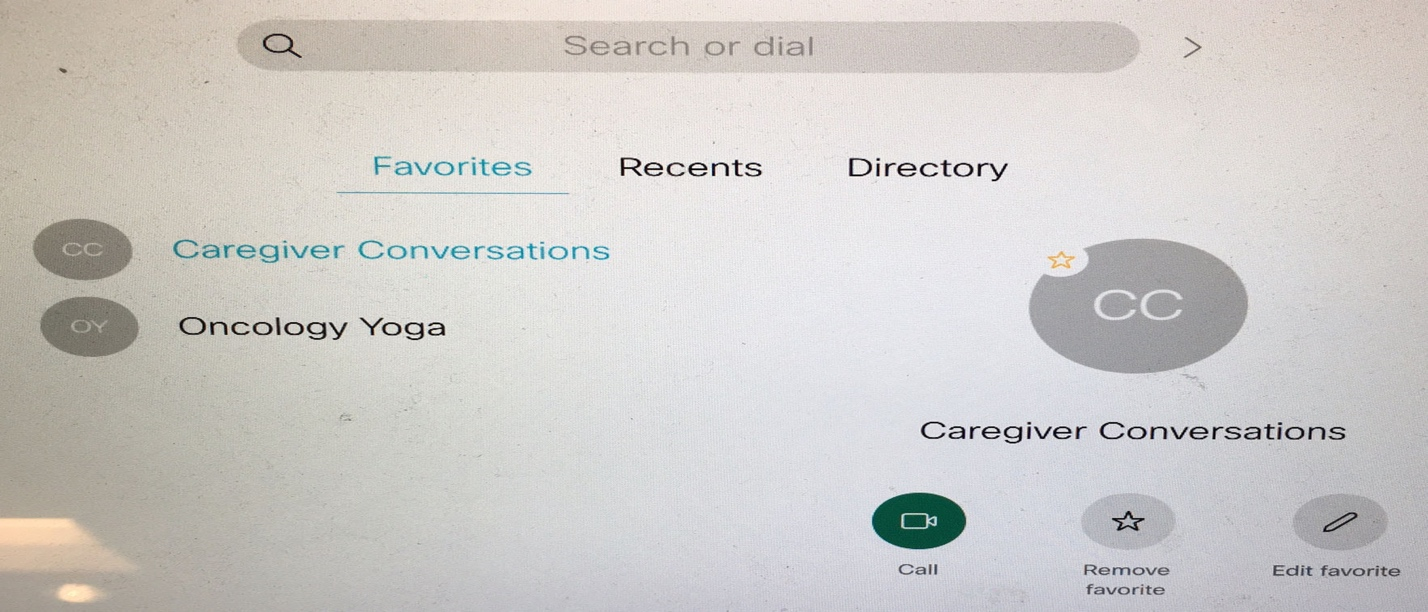 Search or dial
Favorites Recents Directory
CC Caregiver Conversations
OY Oncology Yoga
CC
Caregiver Conversations
Call
Remove
favorite
Edit favorite